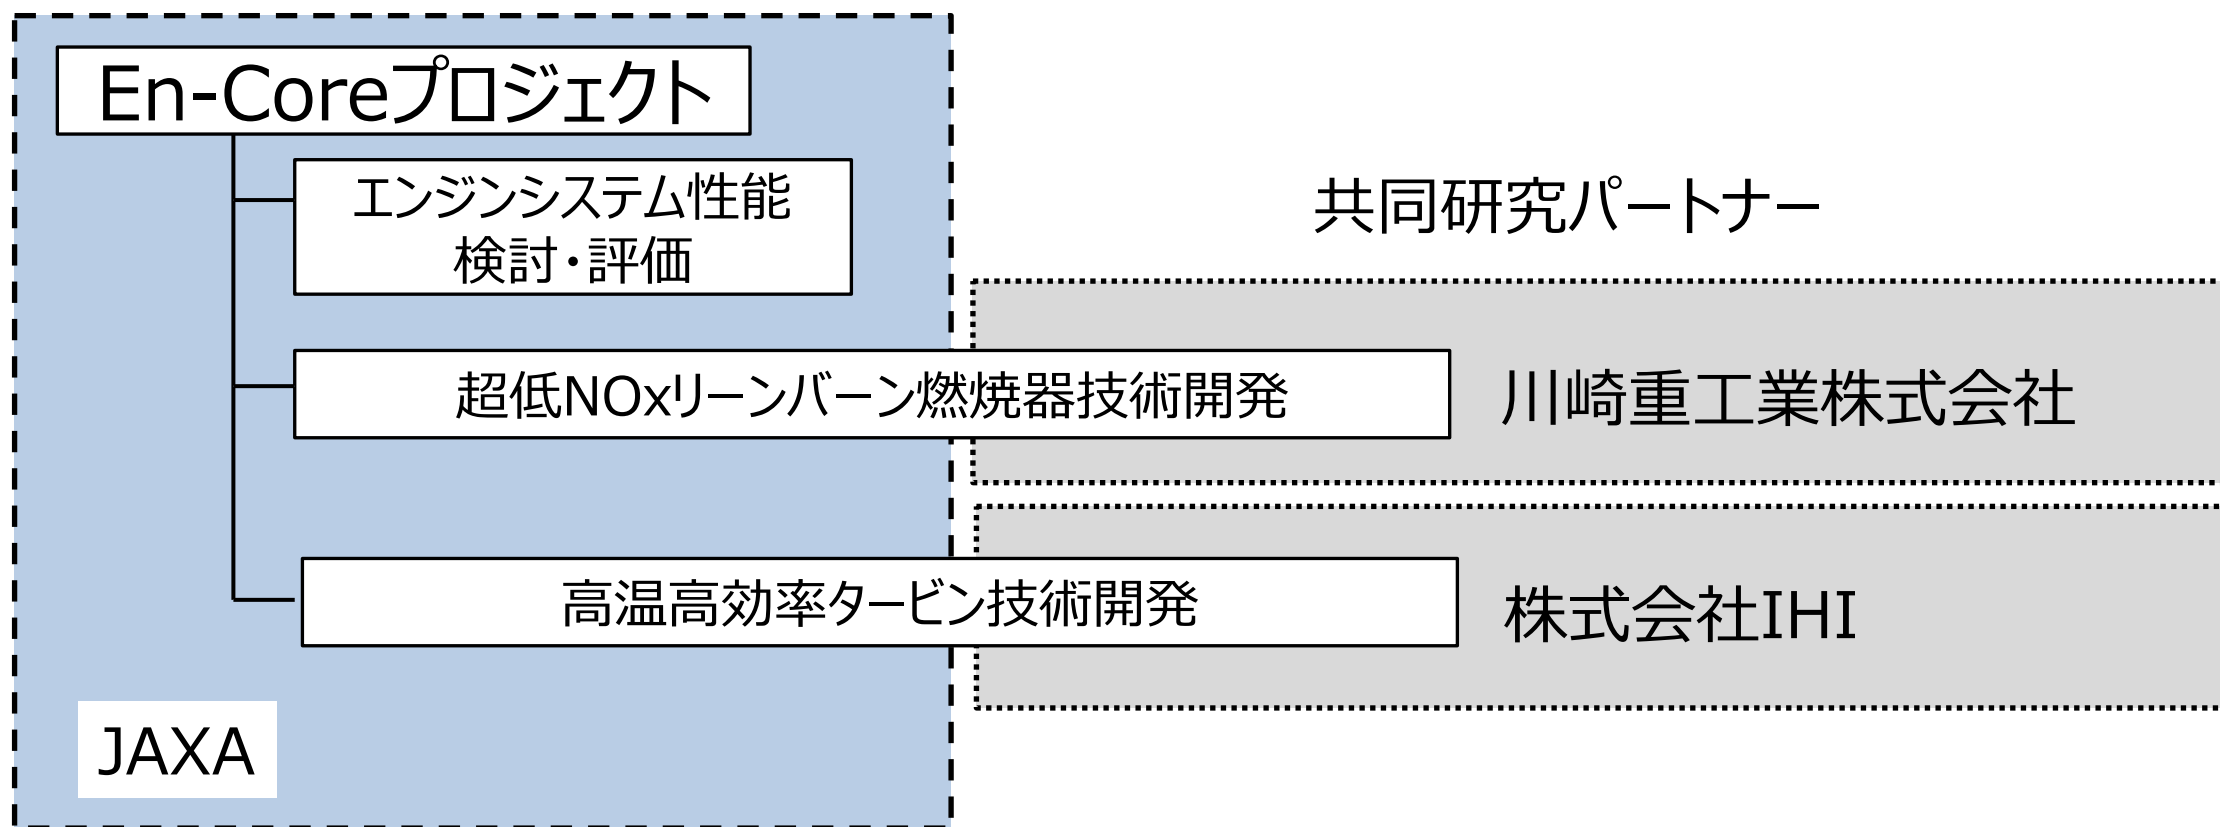 En-Coreプロジェクト
エンジンシステム性能
検討・評価
共同研究パートナー
超低NOxリーンバーン燃焼器技術開発
川崎重工業株式会社
高温高効率タービン技術開発
株式会社IHI
JAXA